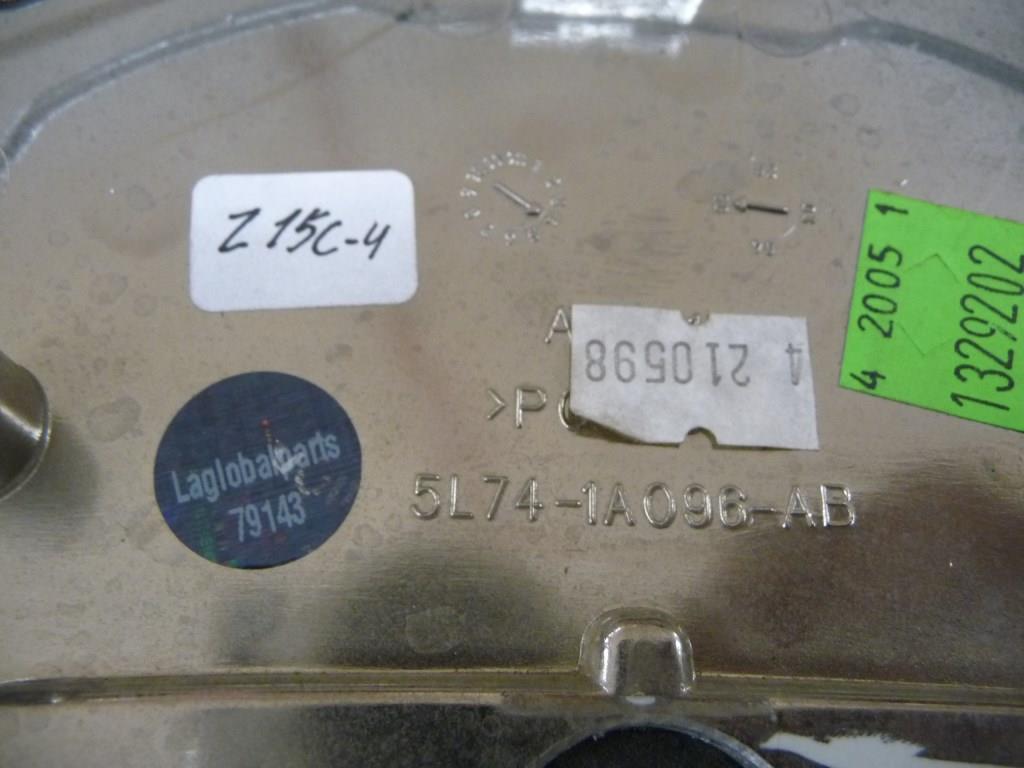 Z 15C-4
4 2005 1
1329202
A
4 210598
>P
Laglobalparts
79143
5L74-1A096-AB